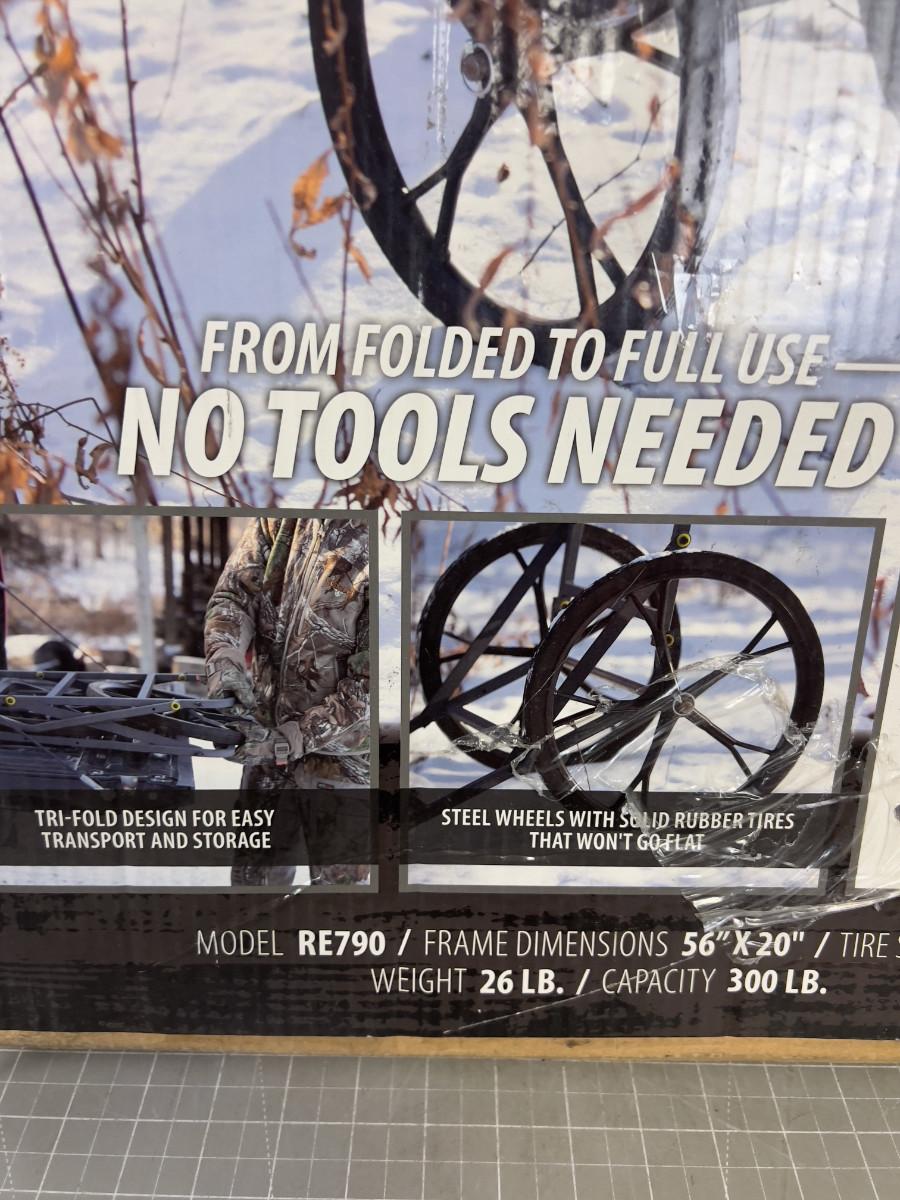 FROM FOLDED TO FULL USE
NO TOOLS NEEDED
TRI-FOLD DESIGN FOR EASY
TRANSPORT AND STORAGE
STEEL WHEELS WITH SOLID RUBBER TIRES
THAT WON'T GO FLAT
MODEL RE790 / FRAME DIMENSIONS 56" X 20" / TIRE
WEIGHT 26 LB. / CAPACITY 300 LB.